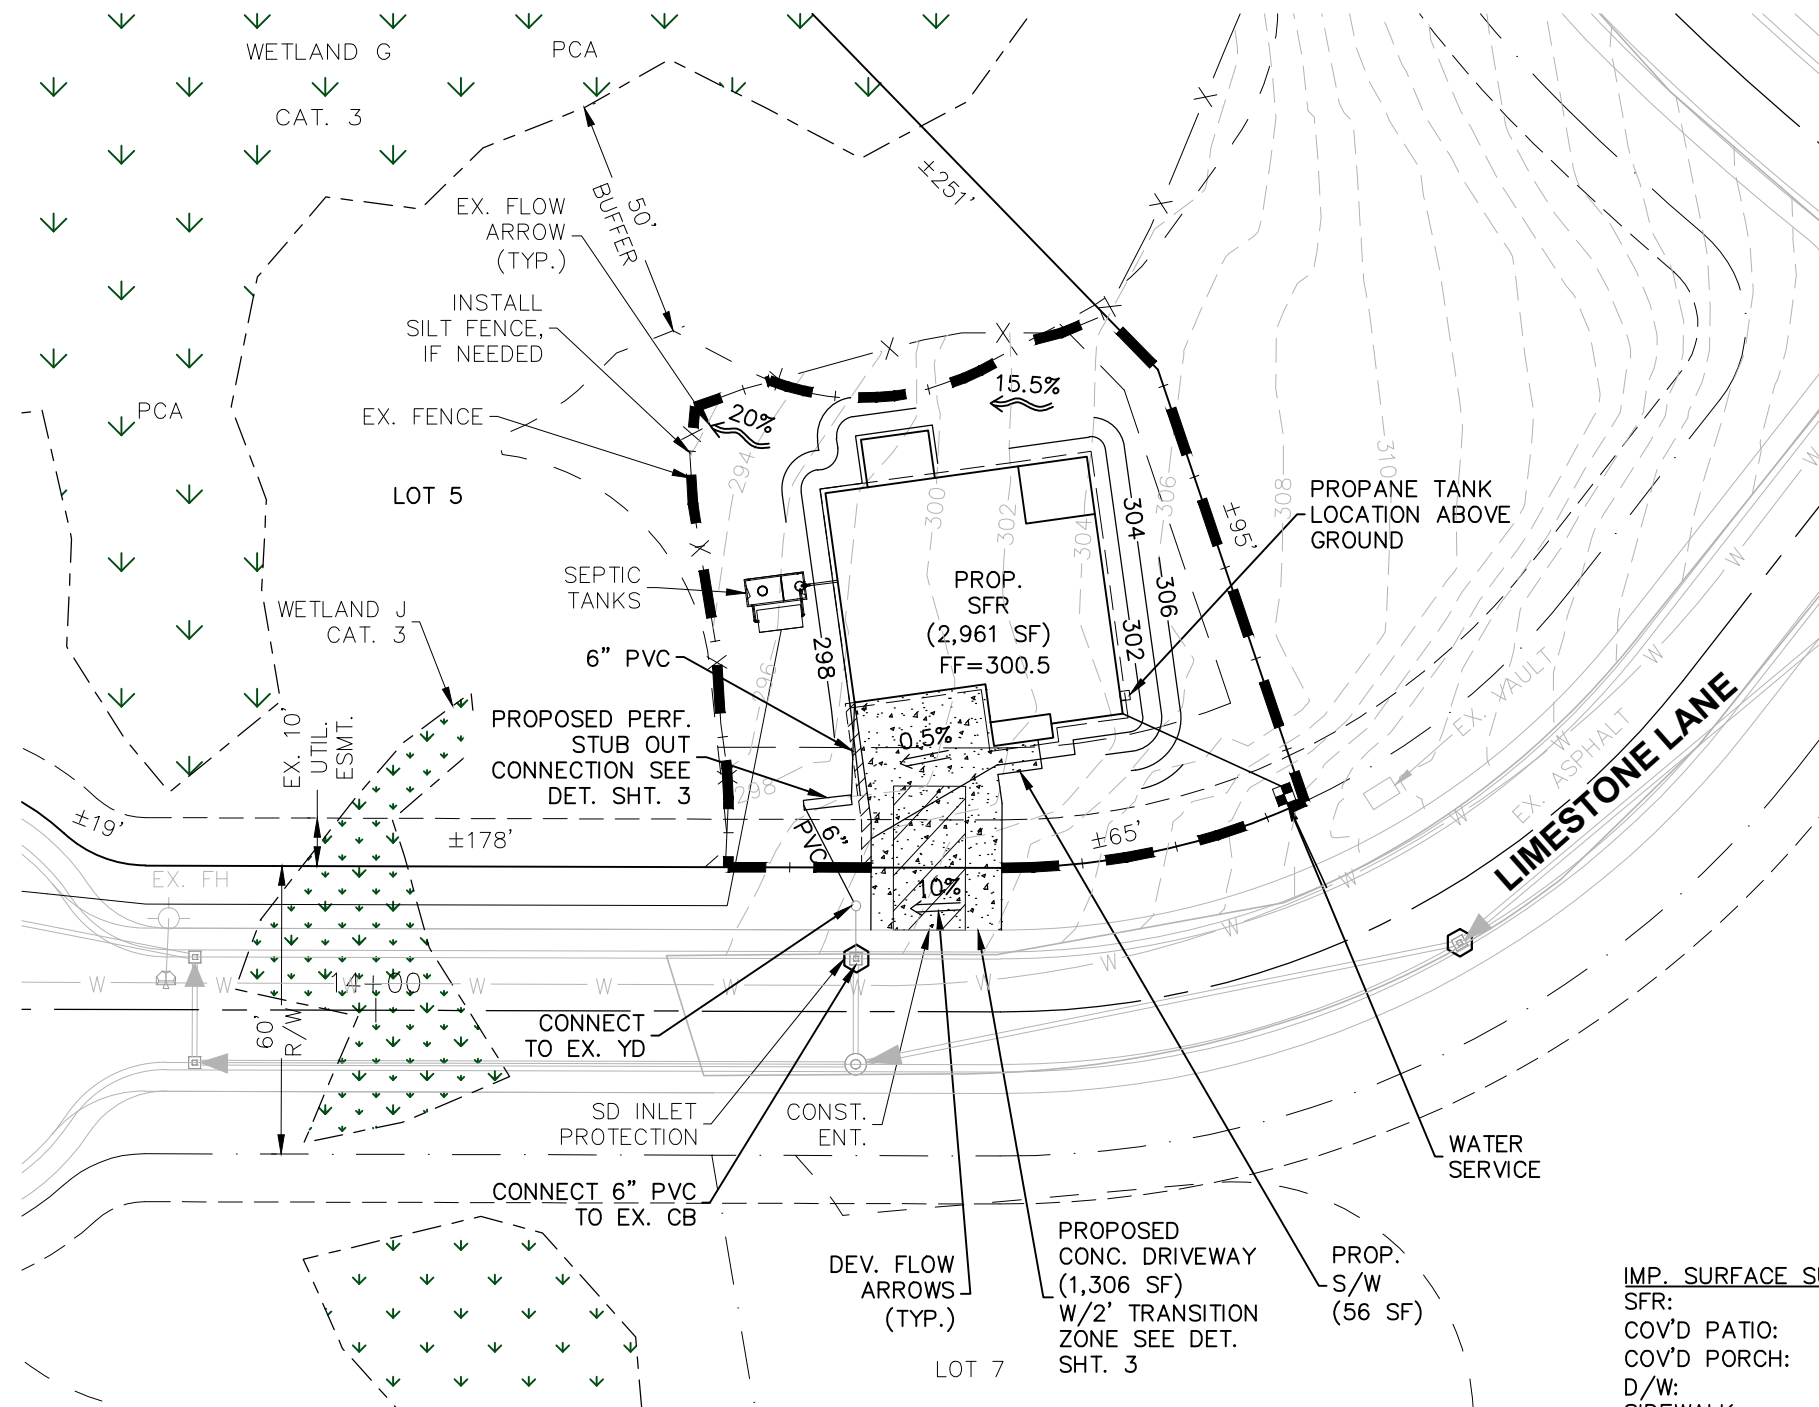 WETLAND G
PCA
CAT. 3
±251'
50'
BUFFER
EX. FLOW
ARROW
(TYP.)
INSTALL
SILT FENCE,
IF NEEDED
15.5%
20%
PCA
EX. FENCE
LOT 5
294
300
302
304
306
308
310
304
306
302
298
296
298
±95'
PROPANE TANK
LOCATION ABOVE
GROUND
SEPTIC
TANKS
PROP.
SFR
(2,961 SF)
FF=300.5
WETLAND J
CAT. 3
6" PVC
PROPOSED PERF.
STUB OUT
CONNECTION SEE
DET. SHT. 3
EX. 10'
UTIL.
ESMT.
0.5%
EX. VAULT
EX. ASPHALT
LIMESTONE LANE
±19'
±178'
6"
PVC
±65'
EX. FH
10%
14+00
60'
R/W
W W W W W W W W W W W W W W W
CONNECT
TO EX. YD
SD INLET
PROTECTION
CONST.
ENT.
WATER
SERVICE
CONNECT 6" PVC
TO EX. CB
DEV. FLOW
ARROWS
(TYP.)
PROPOSED
CONC. DRIVEWAY
(1,306 SF)
W/2' TRANSITION
ZONE SEE DET.
SHT. 3
PROP.
S/W
(56 SF)
LOT 7
IMP. SURFACE
SFR:
COV'D PATIO:
COV'D PORCH:
D/W: